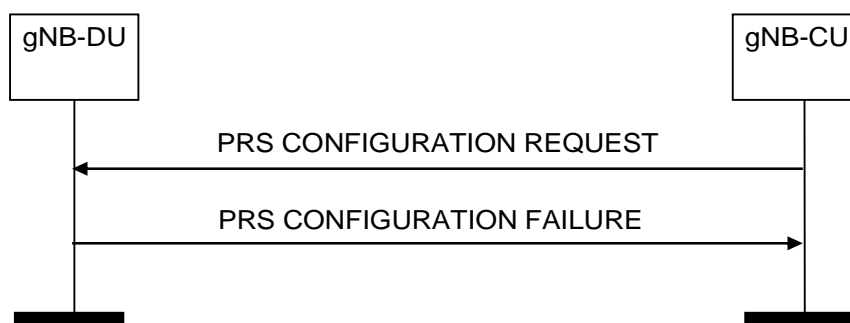 gNB-DU
gNB-CU
PRS CONFIGURATION REQUEST
PRS CONFIGURATION FAILURE